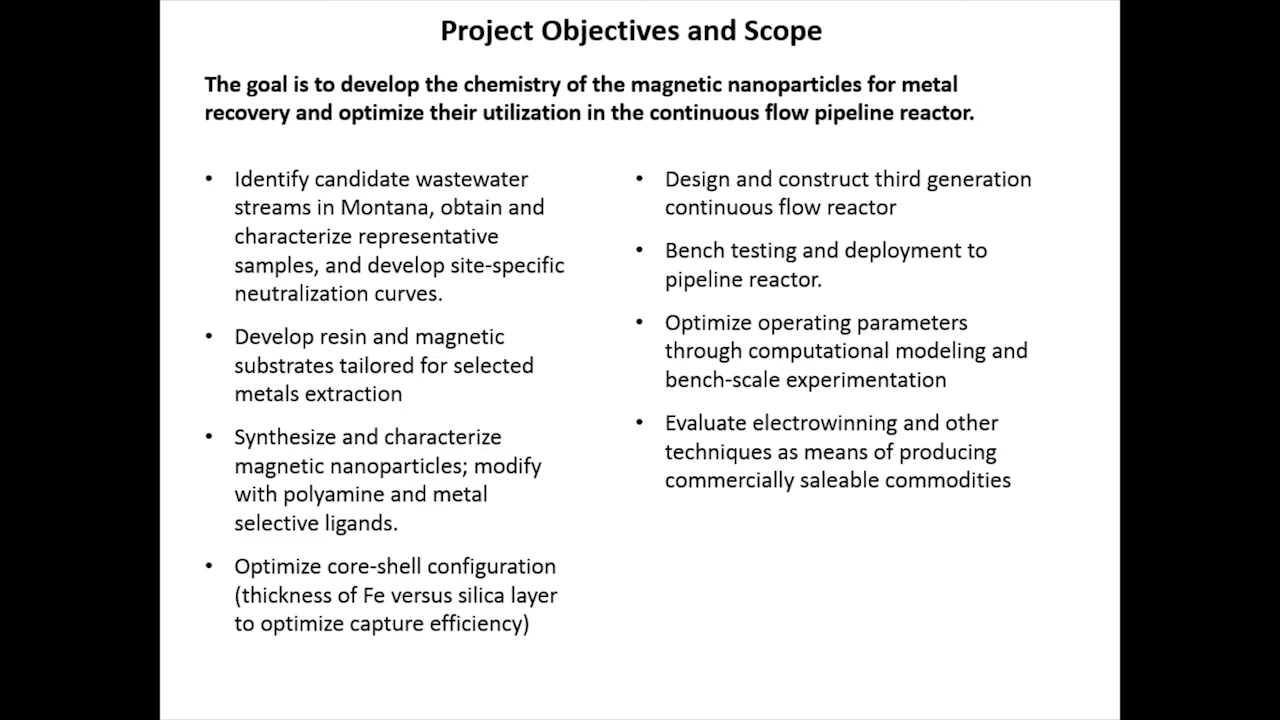 Project Objectives and Scope
The goal is to develop the chemistry of the magnetic nanoparticles for metal
recovery and optimize their utilization in the continuous flow pipeline reactor.
• Identify candidate wastewater
streams in Montana, obtain and
characterize representative
samples, and develop site-specific
neutralization curves.
• Develop resin and magnetic
substrates tailored for selected
metals extraction
• Synthesize and characterize
magnetic nanoparticles; modify
with polyamine and metal
selective ligands.
• Optimize core-shell configuration
(thickness of Fe versus silica layer
to optimize capture efficiency)
• Design and construct third generation
continuous flow reactor
• Bench testing and deployment to
pipeline reactor.
• Optimize operating parameters
through computational modeling and
bench-scale experimentation
• Evaluate electrowinning and other
techniques as means of producing
commercially saleable commodities